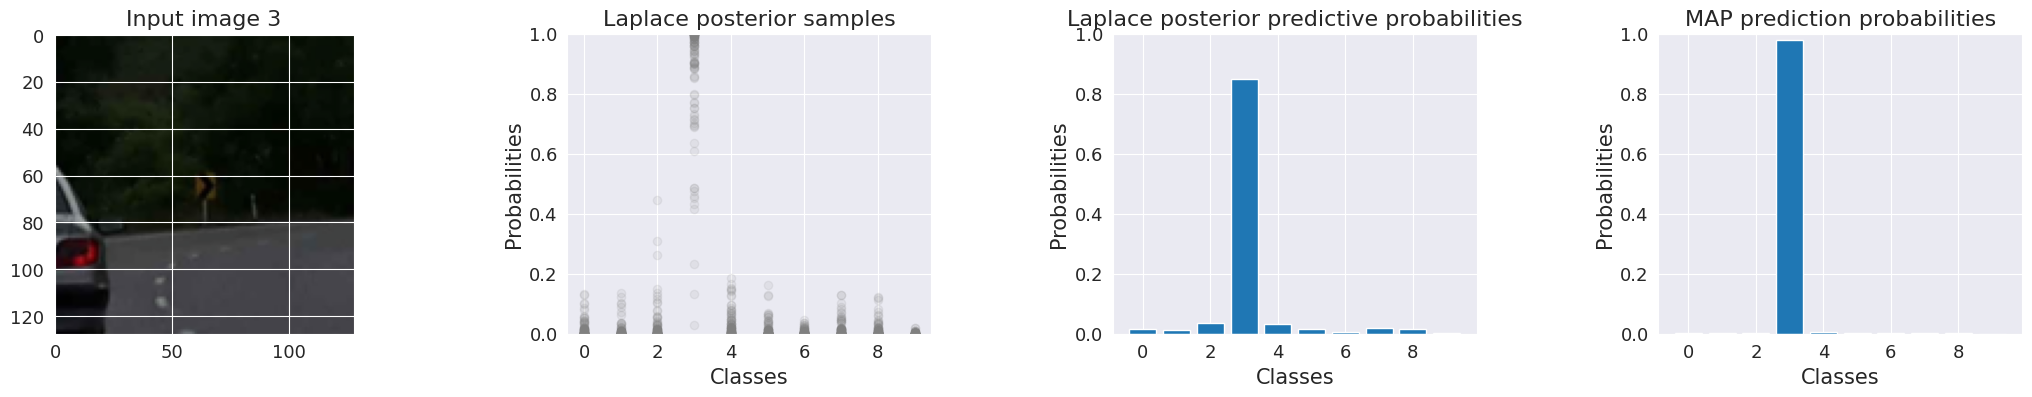 Input image 3
0
20
40
60
80
100
120
0 50 100
Laplace posterior samples
Probabilities
1.0
0.8
0.6
0.4
0.2
0.0
0 2 4 6 8
Classes
Laplace posterior predictive probabilities
Probabilities
1.0
0.8
0.6
0.4
0.2
0.0
0 2 4 6 8
Classes
MAP prediction probabilities
Probabilities
1.0
0.8
0.6
0.4
0.2
0.0
0 2 4 6 8
Classes